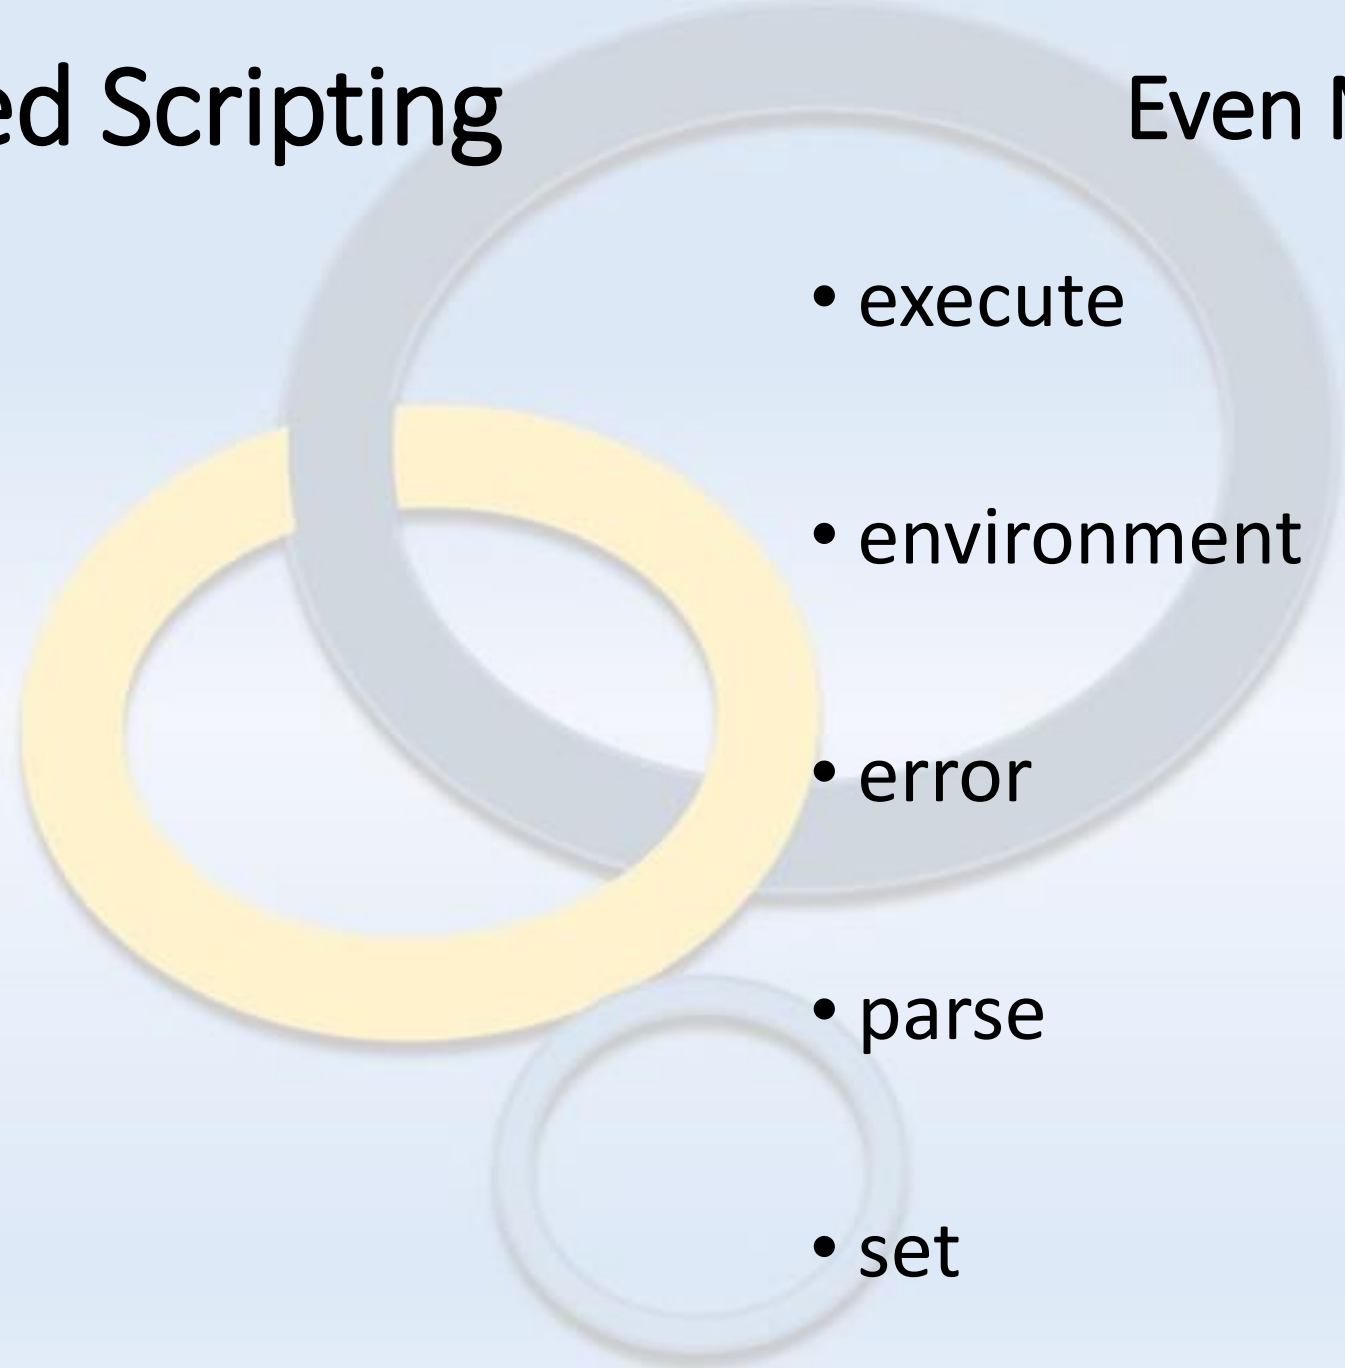 ed Scripting
Even
• execute
• environment
• error
• parse
• set